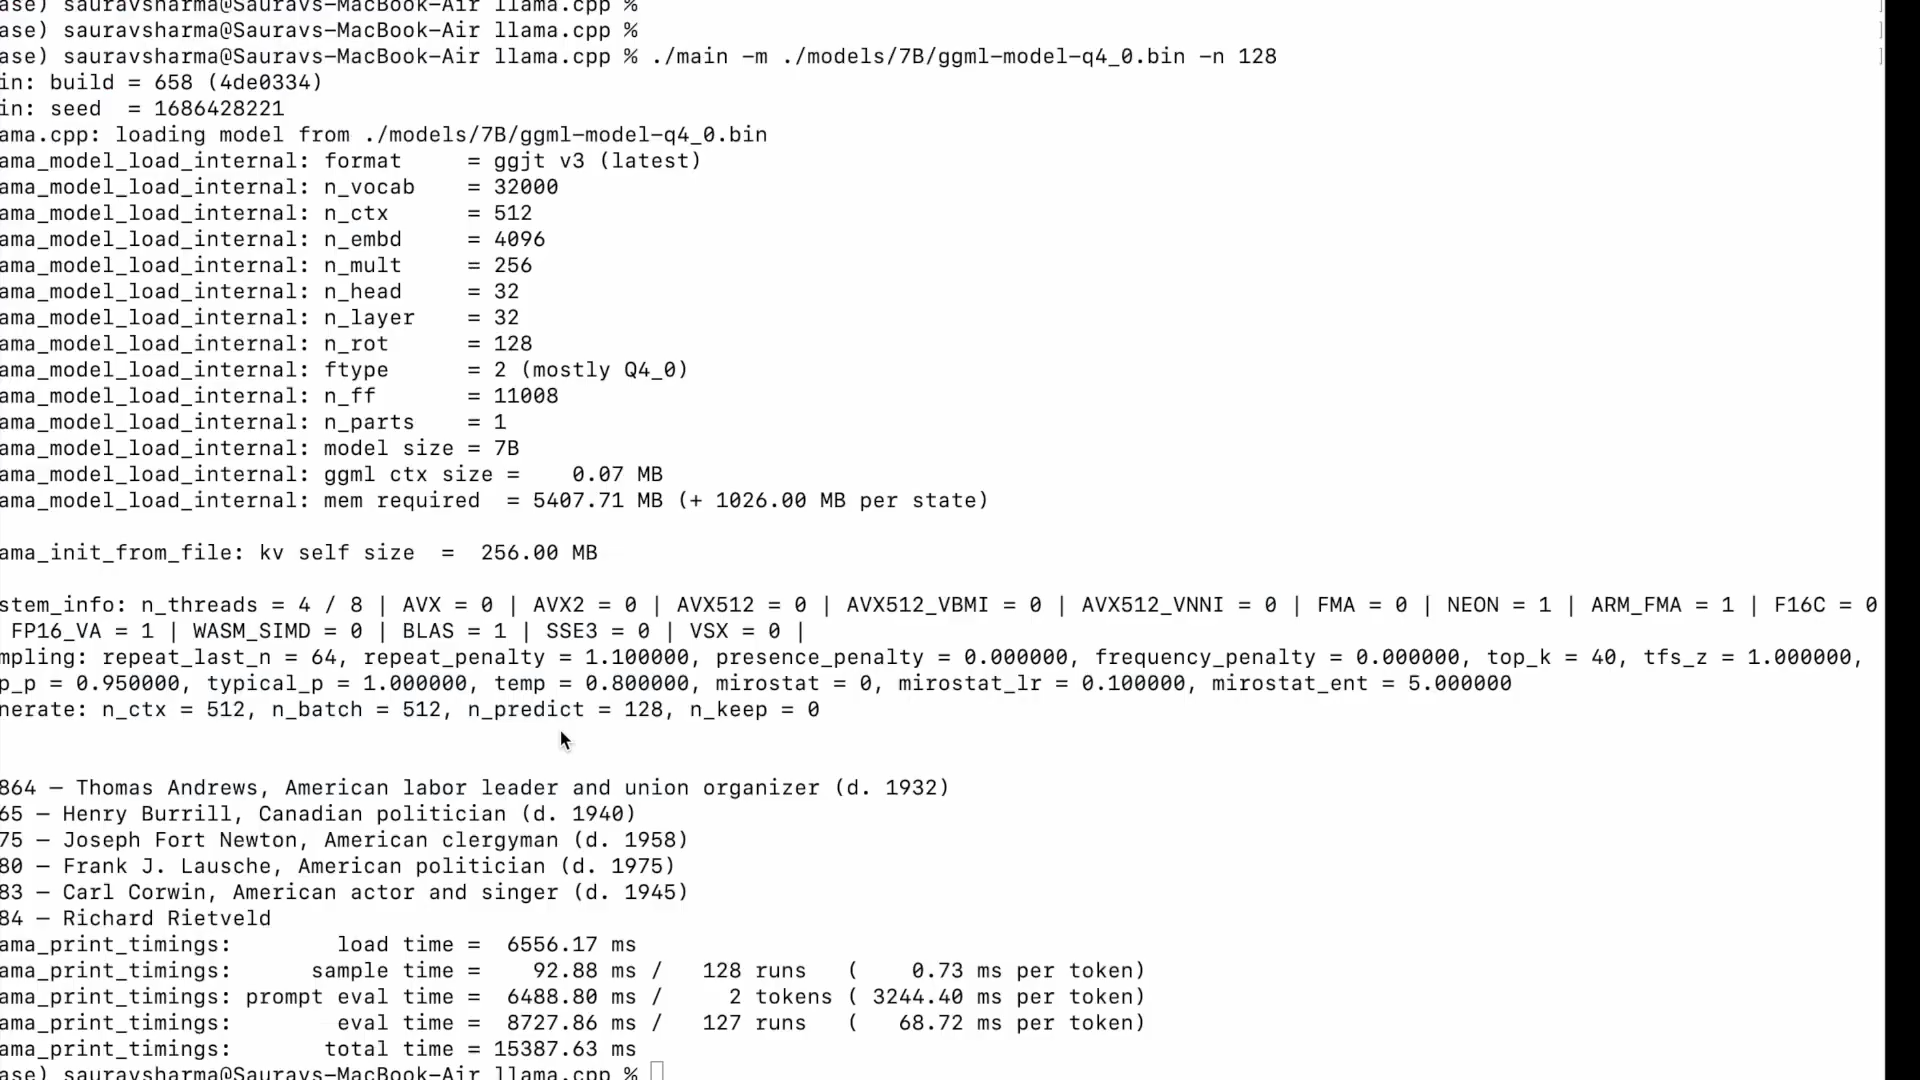 ase) sauravsharma@Sauravs-MacBook-Air llama.cpp %
ase) sauravsharma@Sauravs-MacBook-Air llama.cpp %
ase) sauravsharma@Sauravs-MacBook-Air llama.cpp % ./main -m ./models/7B/ggml-model-q4_0.bin -n 128
in: build = 658 (4de0334)
in: seed  = 1686428221
ama.cpp: loading model from ./models/7B/ggml-model-q4_0.bin
ama_model_load_internal: format     = ggjt v3 (latest)
ama_model_load_internal: n_vocab    = 32000
ama_model_load_internal: n_ctx      = 512
ama_model_load_internal: n_embd     = 4096
ama_model_load_internal: n_mult     = 256
ama_model_load_internal: n_head     = 32
ama_model_load_internal: n_layer    = 32
ama_model_load_internal: n_rot      = 128
ama_model_load_internal: ftype      = 2 (mostly Q4_0)
ama_model_load_internal: n_ff       = 11008
ama_model_load_internal: n_parts    = 1
ama_model_load_internal: model size = 7B
ama_model_load_internal: ggml ctx size =    0.07 MB
ama_model_load_internal: mem required  = 5407.71 MB (+ 1026.00 MB per state)
ama_init_from_file: kv self size  =  256.00 MB
stem_info: n_threads = 4 / 8 | AVX = 0 | AVX2 = 0 | AVX512 = 0 | AVX512_VBMI = 0 | AVX512_VNNI = 0 | FMA = 0 | NEON = 1 | ARM_FMA = 1 | F16C = 0
FP16_VA = 1 | WASM_SIMD = 0 | BLAS = 1 | SSE3 = 0 | VSX = 0 |
mpling: repeat_last_n = 64, repeat_penalty = 1.100000, presence_penalty = 0.000000, frequency_penalty = 0.000000, top_k = 40, tfs_z = 1.000000,
p_p = 0.950000, typical_p = 1.000000, temp = 0.800000, mirostat = 0, mirostat_lr = 0.100000, mirostat_ent = 5.000000
nerate: n_ctx = 512, n_batch = 512, n_predict = 128, n_keep = 0
864 – Thomas Andrews, American labor leader and union organizer (d. 1932)
65 – Henry Burrill, Canadian politician (d. 1940)
75 – Joseph Fort Newton, American clergyman (d. 1958)
80 – Frank J. Lausche, American politician (d. 1975)
83 – Carl Corwin, American actor and singer (d. 1945)
84 – Richard Rietveld
ama_print_timings:        load time =  6556.17 ms
ama_print_timings:      sample time =    92.88 ms /   128 runs   (    0.73 ms per token)
ama_print_timings: prompt eval time =  6488.80 ms /     2 tokens ( 3244.40 ms per token)
ama_print_timings:        eval time =  8727.86 ms /   127 runs   (   68.72 ms per token)
ama_print_timings:       total time = 15387.63 ms
ase) sauravsharma@Sauravs-MacBook-Air llama.cpp %